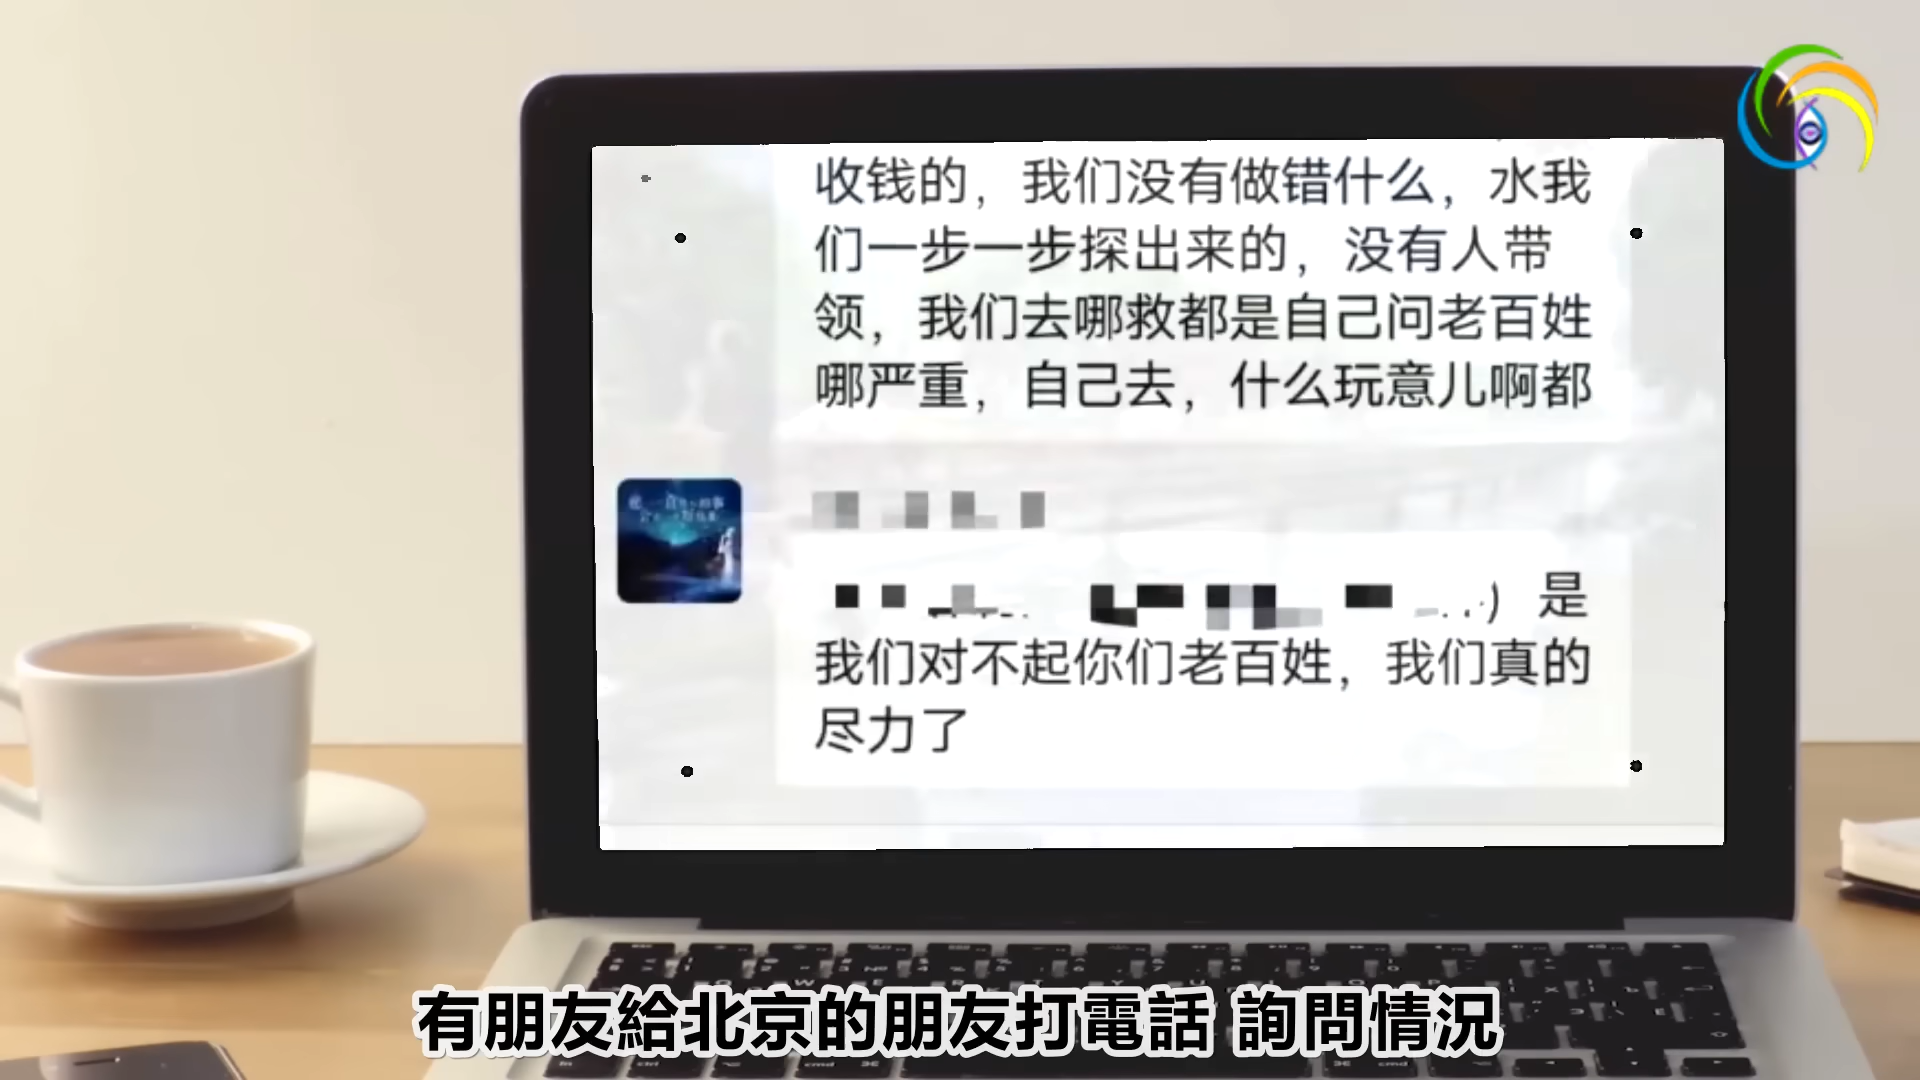 收钱的，我们没有做错什么，水我
们一步一步探出来的，没有人带
领，我们去哪救都是自己问老百姓
哪严重，自己去，什么玩意儿啊都
）是
我们对不起你们老百姓，我们真的
尽力了
有朋友給北京的朋友打電話 詢問情況